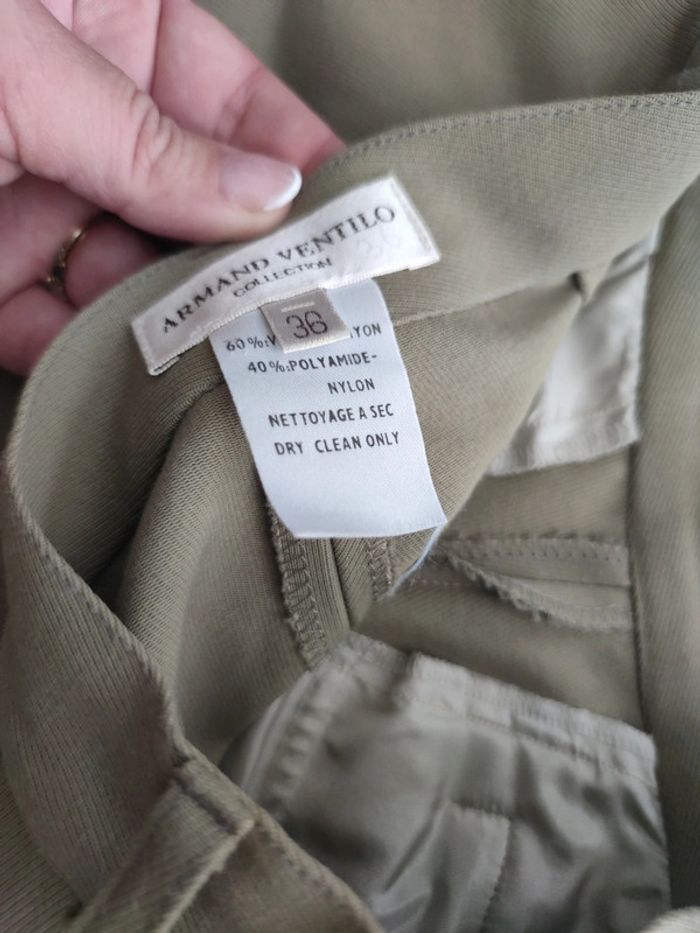 ARMAND VENTILO
COLLECTION
36
60%:V YON
40%:POLYAMIDE-
NYLON
NETTOYAGE A SEC
DRY CLEAN ONLY